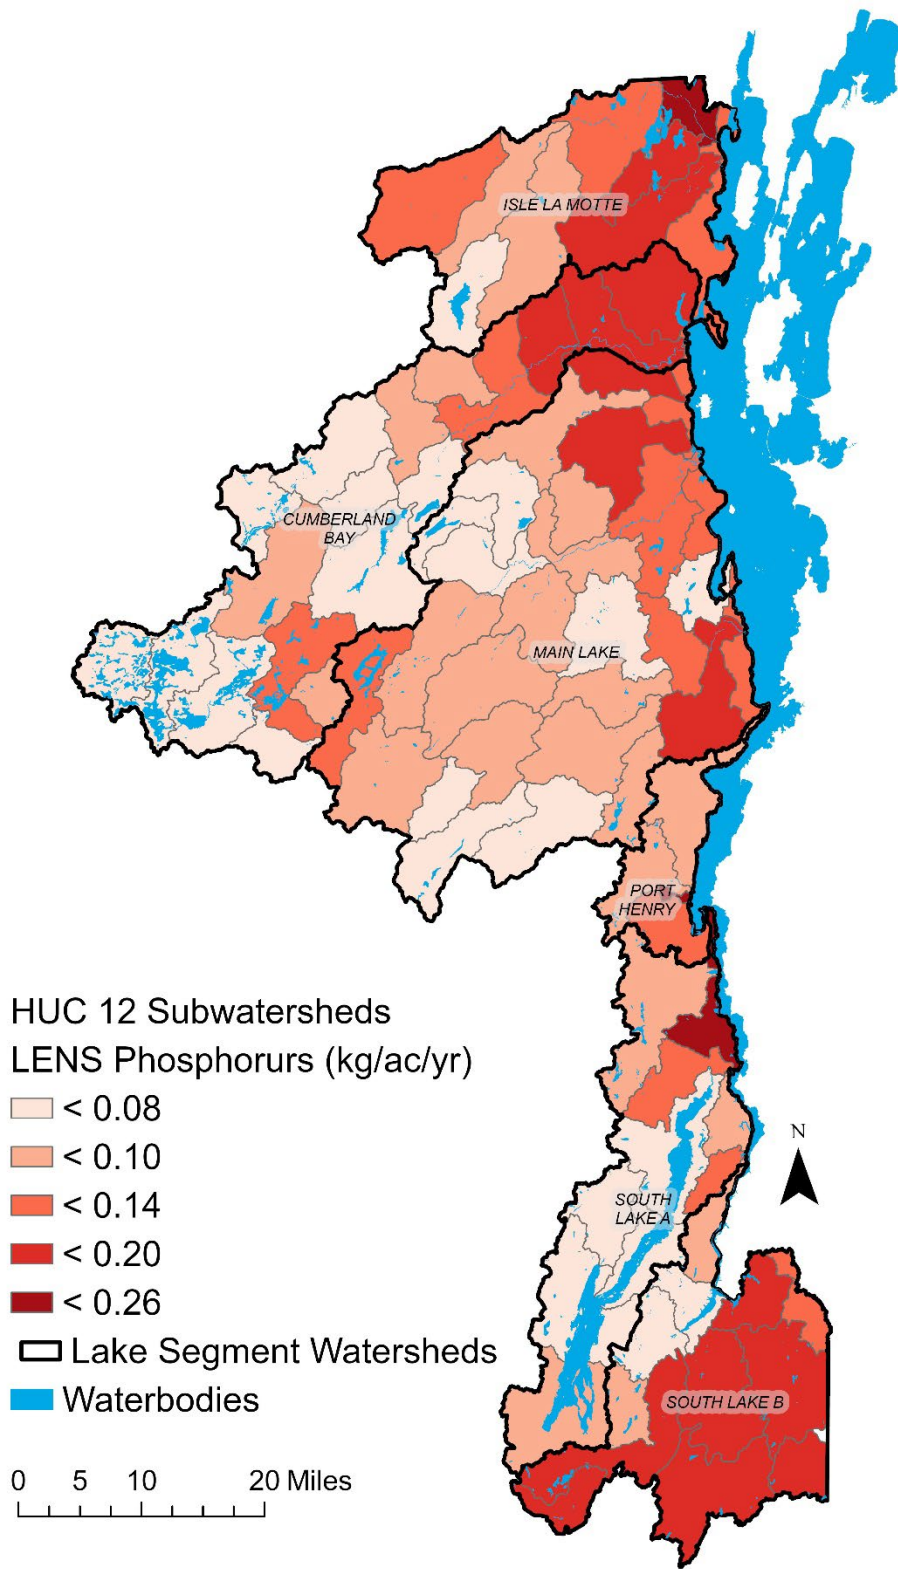 ISLE LA MOTTE
CUMBERLAND
BAY
MAIN LAKE
PORT
HENRY
HUC 12 Subwatersheds
LENS Phosphorurs (kg/ac/yr)
< 0.08
< 0.10
< 0.14
< 0.20
< 0.26
Lake Segment Watersheds
Waterbodies
0 5 10 20 Miles
N
SOUTH
LAKE A
SOUTH LAKE B